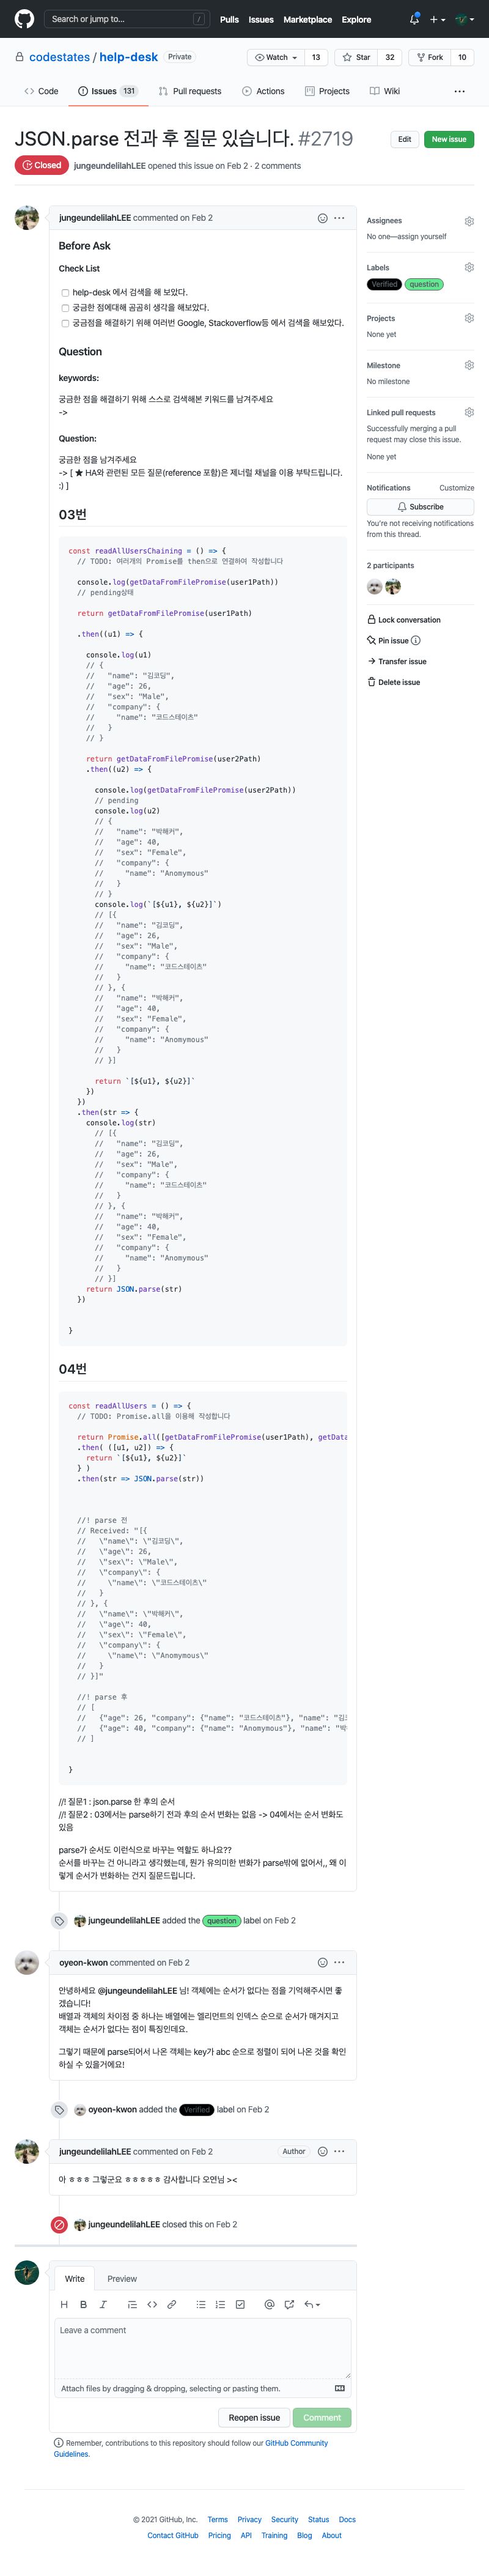 Search or jump to... /
Pulls Issues Marketplace Explore
codestates / help-desk Private
Watch 13 Star 32 Fork 10
Code Issues 131 Pull requests Actions Projects Wiki ...
JSON.parse 전과 후 질문 있습니다. #2719
Edit New issue
Closed jungeundelilahLEE opened this issue on Feb 2 · 2 comments
jungeundelilahLEE commented on Feb 2
Before Ask
Check List
help-desk 에서 검색을 해 보았다.
궁금한 점에대해 곰곰히 생각을 해보았다.
궁금점을 해결하기 위해 여러번 Google, Stackoverflow등 에서 검색을 해보았다.
Question
keywords:
궁금한 점을 해결하기 위해 스스로 검색해본 키워드를 남겨주세요
->
Question:
궁금한 점을 남겨주세요
-> [ ★ HA와 관련된 모든 질문(reference 포함)은 제너럴 채널을 이용 부탁드립니다.
:) ]
03번
const readAllUsersChaining = () => {
// TODO: 여러개의 Promise를 then으로 연결하여 작성합니다
console.log(getDataFromFilePromise(user1Path))
// pending상태
return getDataFromFilePromise(user1Path)
.then((u1) => {
console.log(u1)
// {
//   "name": "김코딩",
//   "age": 26,
//   "sex": "Male",
//   "company": {
//     "name": "코드스테이츠"
//   }
// }
return getDataFromFilePromise(user2Path)
.then((u2) => {
console.log(getDataFromFilePromise(user2Path))
// pending
console.log(u2)
// {
//   "name": "박해커",
//   "age": 40,
//   "sex": "Female",
//   "company": {
//     "name": "Anonymous"
//   }
// }
console.log(`[${u1}, ${u2}]`)
// [{
//   "name": "김코딩",
//   "age": 26,
//   "sex": "Male",
//   "company": {
//     "name": "코드스테이츠"
//   }
// }, {
//   "name": "박해커",
//   "age": 40,
//   "sex": "Female",
//   "company": {
//     "name": "Anonymous"
//   }
// }]
return `[${u1}, ${u2}]`
})
})
.then(str => {
console.log(str)
// [{
//   "name": "김코딩",
//   "age": 26,
//   "sex": "Male",
//   "company": {
//     "name": "코드스테이츠"
//   }
// }, {
//   "name": "박해커",
//   "age": 40,
//   "sex": "Female",
//   "company": {
//     "name": "Anonymous"
//   }
// }]
return JSON.parse(str)
})
}
04번
const readAllUsers = () => {
// TODO: Promise.all을 이용해 작성합니다
return Promise.all([getDataFromFilePromise(user1Path), getData
.then( ([u1, u2]) => {
return `[${u1}, ${u2}]`
} )
.then(str => JSON.parse(str))
//! parse 전
// Received: "[{
//   \"name\": \"김코딩\",
//   \"age\": 26,
//   \"sex\": \"Male\",
//   \"company\": {
//     \"name\": \"코드스테이츠\"
//   }
// }, {
//   \"name\": \"박해커\",
//   \"age\": 40,
//   \"sex\": \"Female\",
//   \"company\": {
//     \"name\": \"Anonymous\"
//   }
// }]"
//! parse 후
// [
//   {"age": 26, "company": {"name": "코드스테이츠"}, "name": "김코
//   {"age": 40, "company": {"name": "Anonymous"}, "name": "박
// ]
}
//! 질문1 : json.parse 한 후의 순서
//! 질문2 : 03에서는 parse하기 전과 후의 순서 변화는 없음 -> 04에서는 순서 변화도
있음
parse가 순서도 이런식으로 바꾸는 역할도 하나요??
순서를 바꾸는 건 아니라고 생각했는데, 뭔가 유의미한 변화가 parse밖에 없어서,, 왜 이
렇게 순서가 변화하는 건지 질문드립니다.
jungeundelilahLEE added the question label on Feb 2
oyeon-kwon commented on Feb 2
안녕하세요 @jungeundelilahLEE 님! 객체에는 순서가 없다는 점을 기억해주시면 좋
겠습니다!
배열과 객체의 차이점 중 하나는 배열에는 엘리먼트의 인덱스 순으로 순서가 매겨지고
객체는 순서가 없다는 점이 특징인데요.
그렇기 때문에 parse되어서 나온 객체는 key가 abc 순으로 정렬이 되어 나온 것을 확인
하실 수 있을거에요!
oyeon-kwon added the Verified label on Feb 2
jungeundelilahLEE commented on Feb 2 Author
아 ㅎㅎㅎ 그렇군요 ㅎㅎㅎㅎㅎ 감사합니다 오연님 ><
jungeundelilahLEE closed this on Feb 2
Write Preview
Leave a comment
Attach files by dragging & dropping, selecting or pasting them.
Reopen issue Comment
Remember, contributions to this repository should follow our GitHub Community
Guidelines.
Assignees
No one—assign yourself
Labels
Verified question
Projects
None yet
Milestone
No milestone
Linked pull requests
Successfully merging a pull
request may close this issue.
None yet
Notifications Customize
Subscribe
You're not receiving notifications
from this thread.
2 participants
Lock conversation
Pin issue
Transfer issue
Delete issue
© 2021 GitHub, Inc. Terms Privacy Security Status Docs
Contact GitHub Pricing API Training Blog About